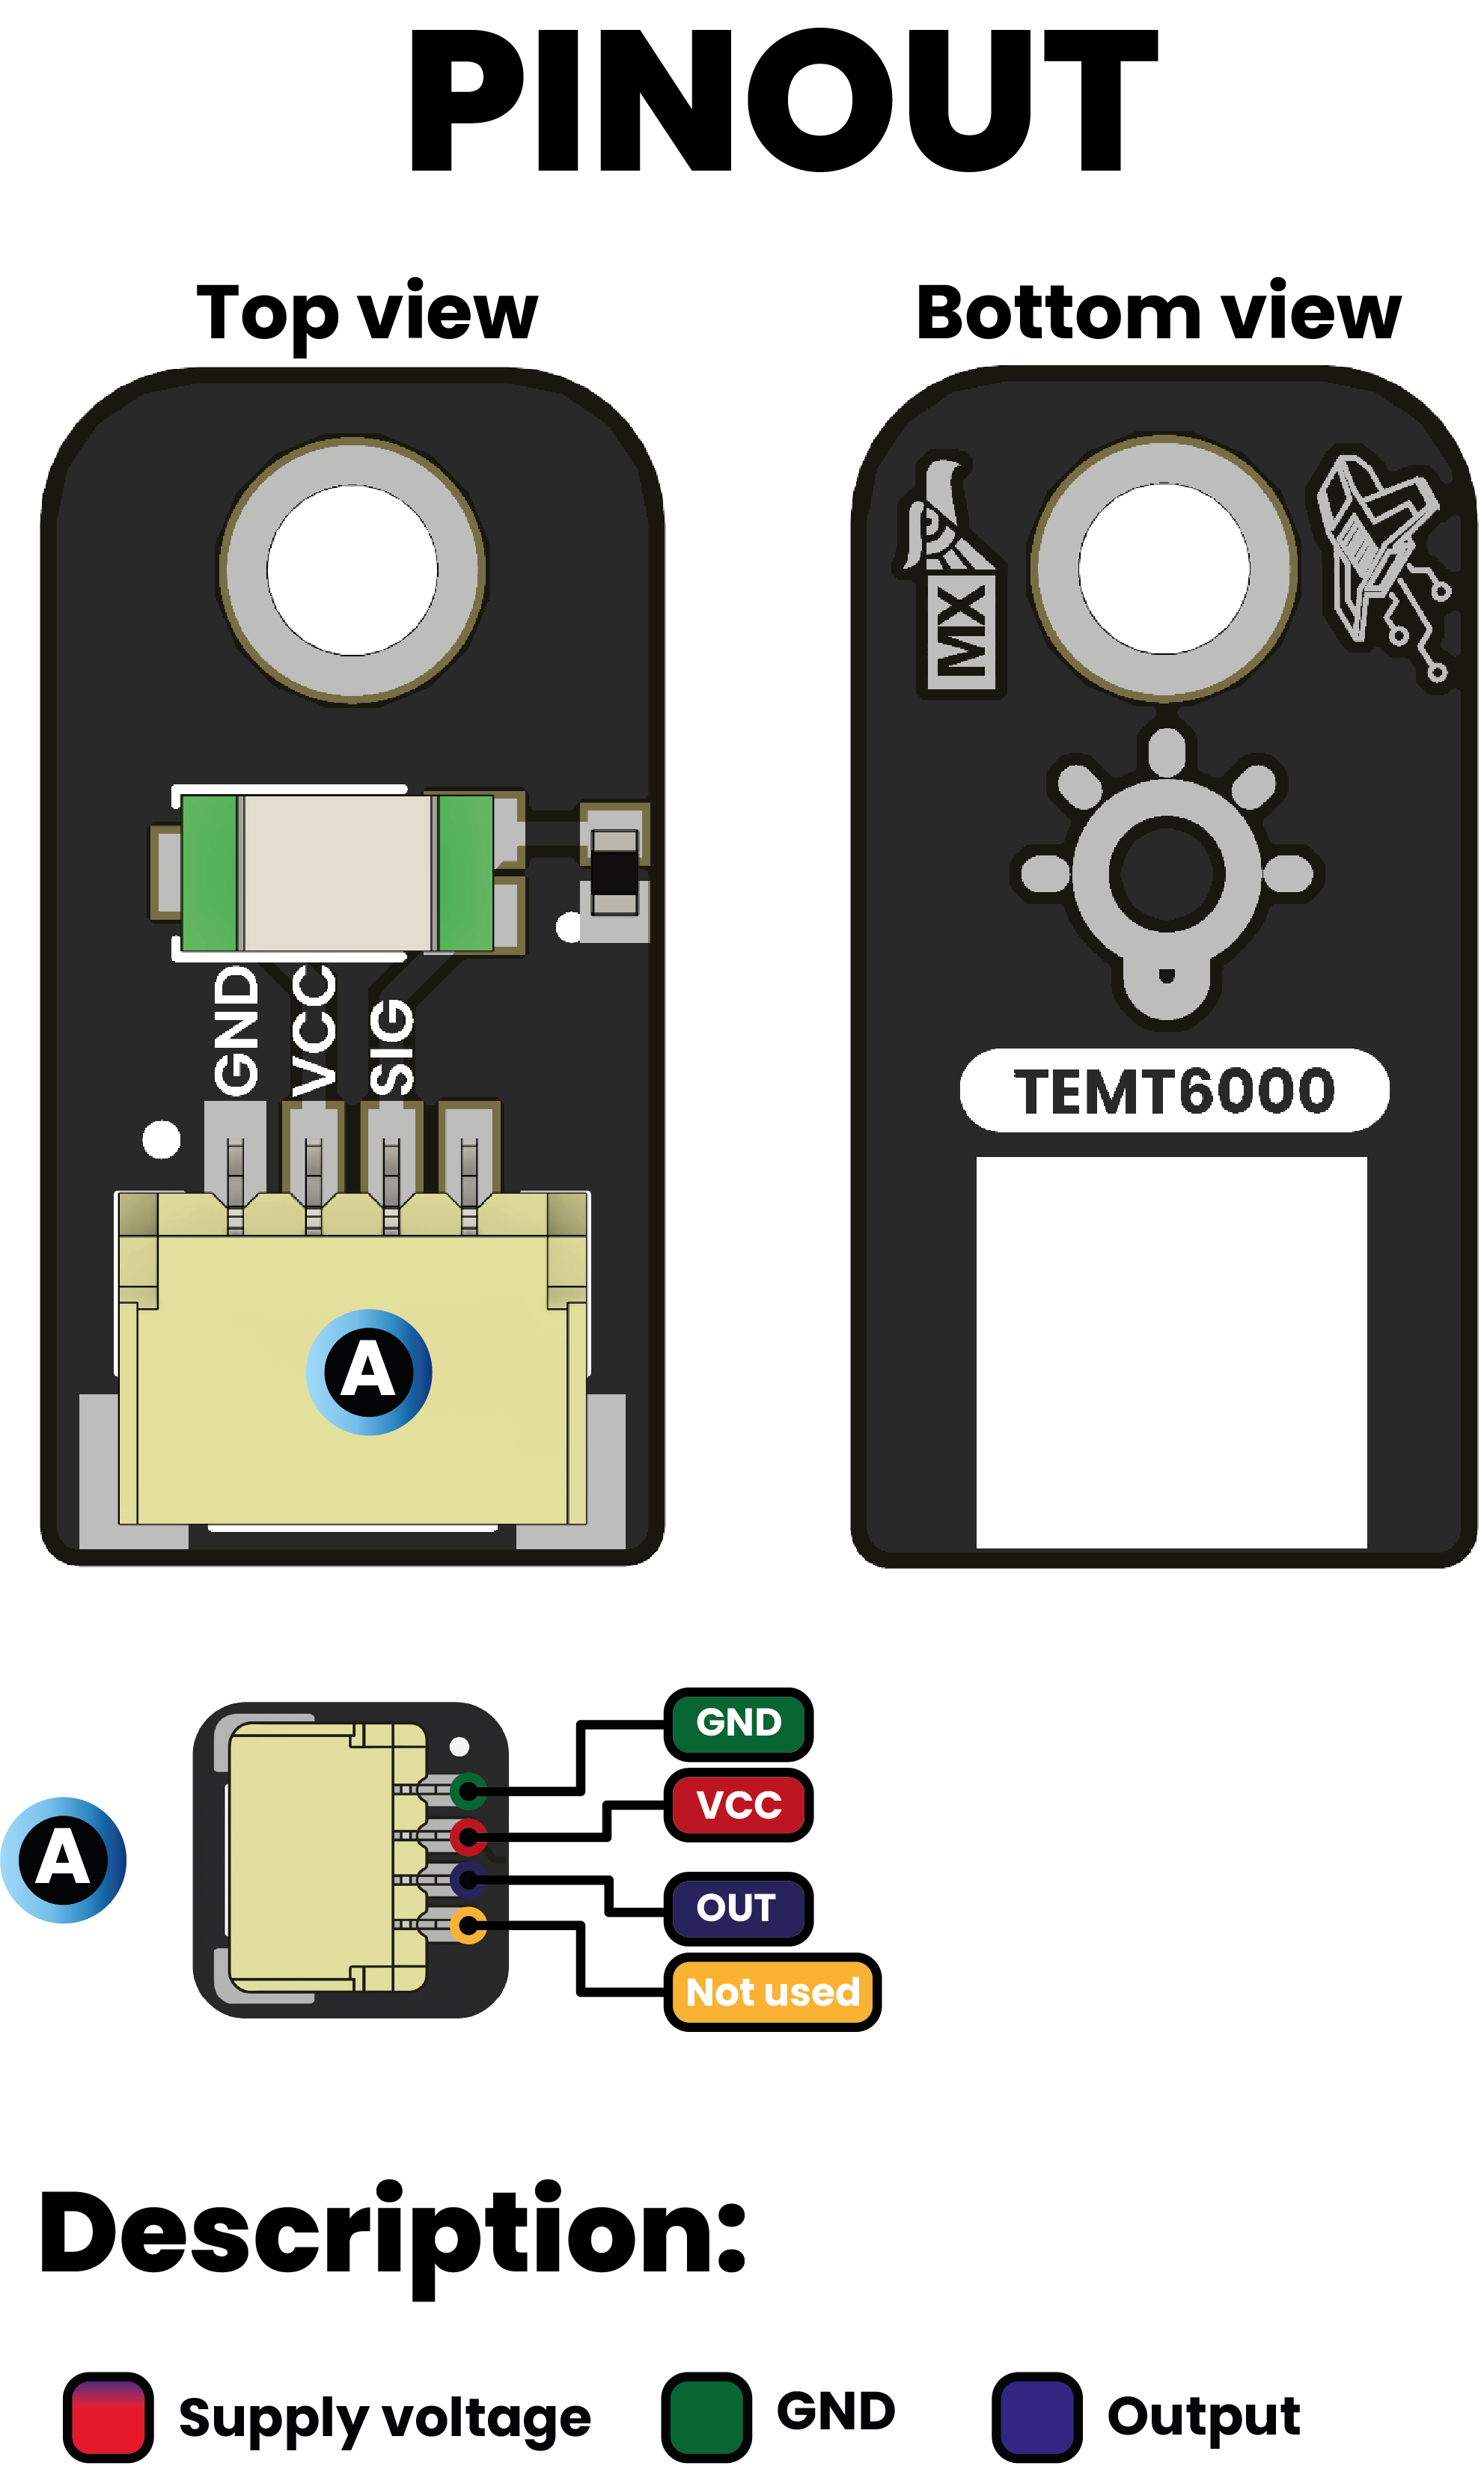 PINOUT
Top view
Bottom view
MX
GND
VCC
SIG
TEMT6000
A
A
GND
VCC
OUT
Not used
Description:
Supply voltage
GND
Output